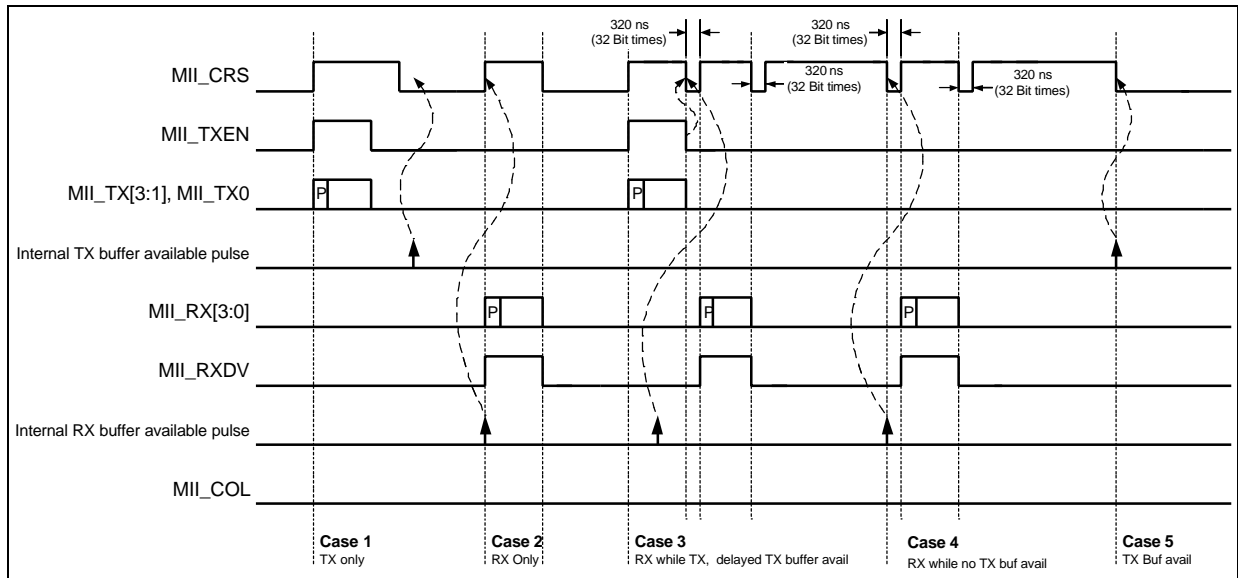 320 ns
(32 Bit times)
320 ns
(32 Bit times)
MII_CRS
320 ns
(32 Bit times)
320 ns
(32 Bit times)
MII_TXEN
MII_TX[3:1], MII_TX0
P
P
Internal TX buffer available pulse
MII_RX[3:0]
P
P
P
MII_RXDV
Internal RX buffer available pulse
MII_COL
Case 1
TX only
Case 2
RX Only
Case 3
RX while TX, delayed TX buffer avail
Case 4
RX while no TX buf avail
Case 5
TX Buf avail